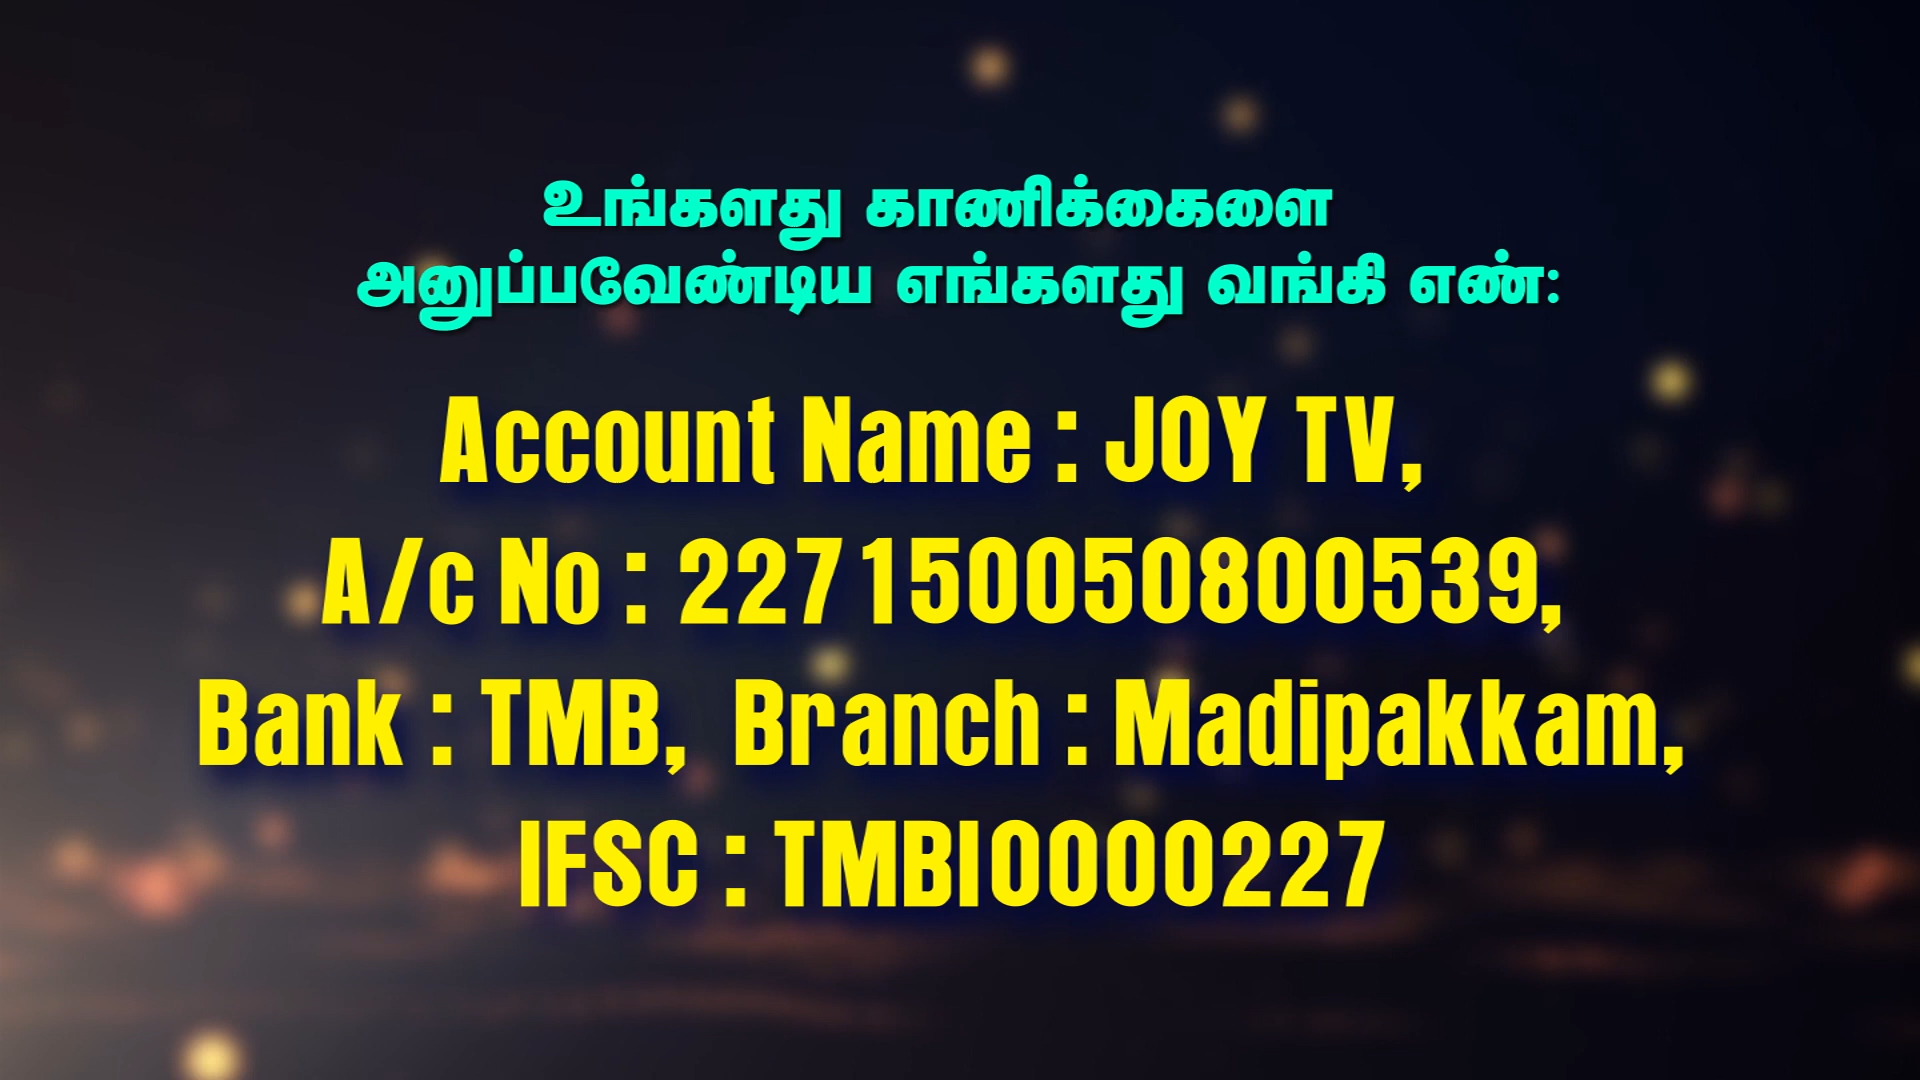 உங்களது காணிக்கைகளை
அனுப்பவேண்டிய எங்களது வங்கி எண்:
Account Name : JOY TV,
A/c No : 227150050800539,
Bank : TMB, Branch : Madipakkam,
IFSC : TMBl0000227